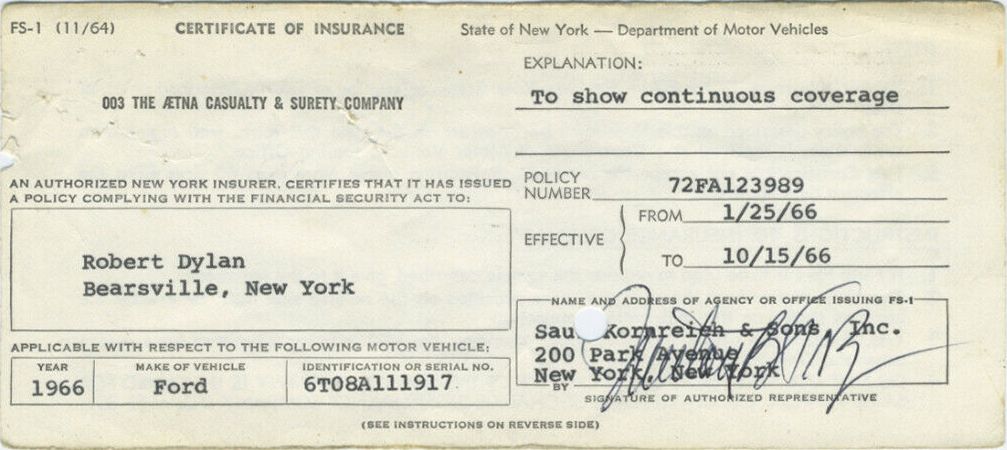 FS-1 (11/64) CERTIFICATE OF INSURANCE State of New York — Department of Motor Vehicles
003 THE ÆTNA CASUALTY & SURETY COMPANY
AN AUTHORIZED NEW YORK INSURER, CERTIFIES THAT IT HAS ISSUED
A POLICY COMPLYING WITH THE FINANCIAL SECURITY ACT TO:
Robert Dylan
Bearsville, New York
APPLICABLE WITH RESPECT TO THE FOLLOWING MOTOR VEHICLE:
YEAR MAKE OF VEHICLE IDENTIFICATION OR SERIAL NO.
1966 Ford 6T08A111917
EXPLANATION:
To show continuous coverage
POLICY
NUMBER 72FA123989
EFFECTIVE
FROM 1/25/66
TO 10/15/66
NAME AND ADDRESS OF AGENCY OR OFFICE ISSUING FS-1
Saul Kornreich & Sons, Inc.
200 Park Avenue
New York, New York
BY
SIGNATURE OF AUTHORIZED REPRESENTATIVE
(SEE INSTRUCTIONS ON REVERSE SIDE)